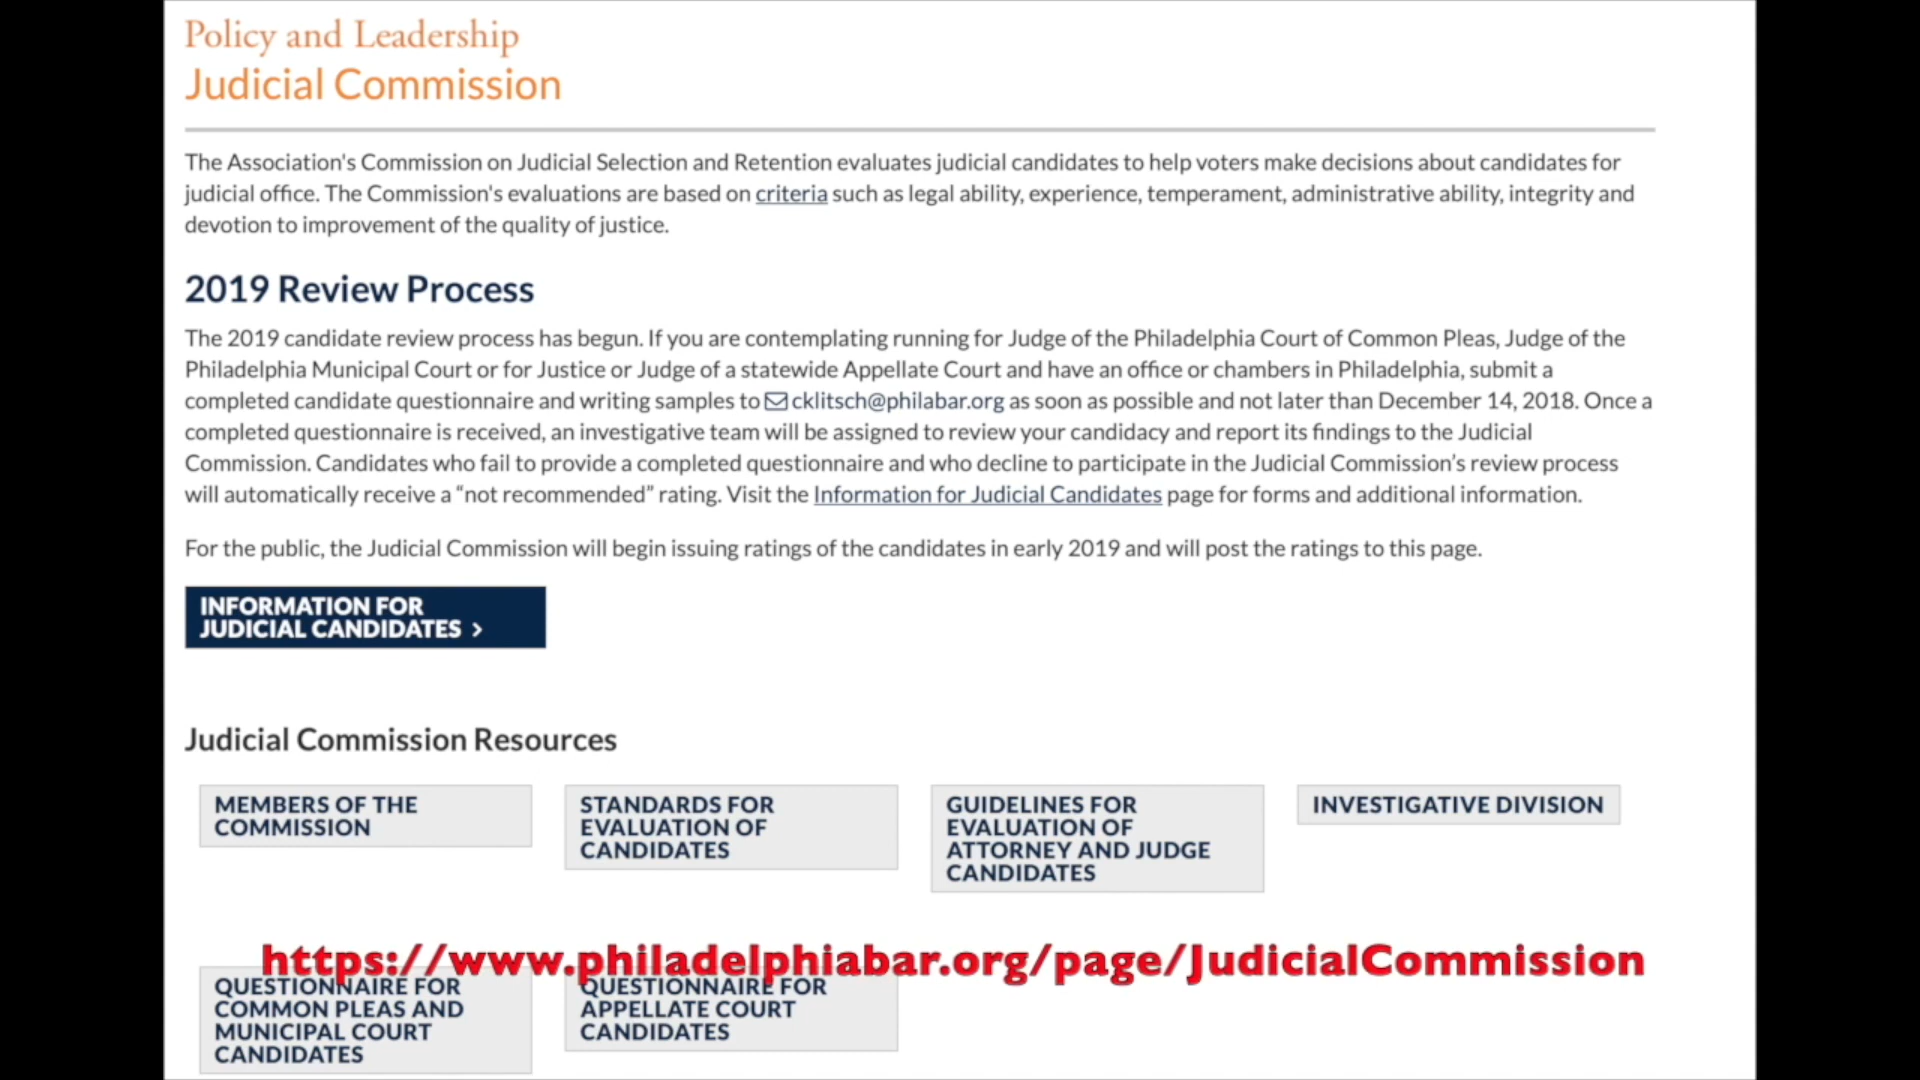 Policy and Leadership
Judicial Commission
The Association's Commission on Judicial Selection and Retention evaluates judicial candidates to help voters make decisions about candidates for
judicial office. The Commission's evaluations are based on criteria such as legal ability, experience, temperament, administrative ability, integrity and
devotion to improvement of the quality of justice.
2019 Review Process
The 2019 candidate review process has begun. If you are contemplating running for Judge of the Philadelphia Court of Common Pleas, Judge of the
Philadelphia Municipal Court or for Justice or Judge of a statewide Appellate Court and have an office or chambers in Philadelphia, submit a
completed candidate questionnaire and writing samples to cklitsch@philabar.org as soon as possible and not later than December 14, 2018. Once a
completed questionnaire is received, an investigative team will be assigned to review your candidacy and report its findings to the Judicial
Commission. Candidates who fail to provide a completed questionnaire and who decline to participate in the Judicial Commission’s review process
will automatically receive a “not recommended” rating. Visit the Information for Judicial Candidates page for forms and additional information.
For the public, the Judicial Commission will begin issuing ratings of the candidates in early 2019 and will post the ratings to this page.
INFORMATION FOR
JUDICIAL CANDIDATES >
Judicial Commission Resources
MEMBERS OF THE
COMMISSION
STANDARDS FOR
EVALUATION OF
CANDIDATES
GUIDELINES FOR
EVALUATION OF
ATTORNEY AND JUDGE
CANDIDATES
INVESTIGATIVE DIVISION
https://www.philadelphiabar.org/page/JudicialCommission
QUESTIONNAIRE FOR
COMMON PLEAS AND
MUNICIPAL COURT
CANDIDATES
QUESTIONNAIRE FOR
APPELLATE COURT
CANDIDATES